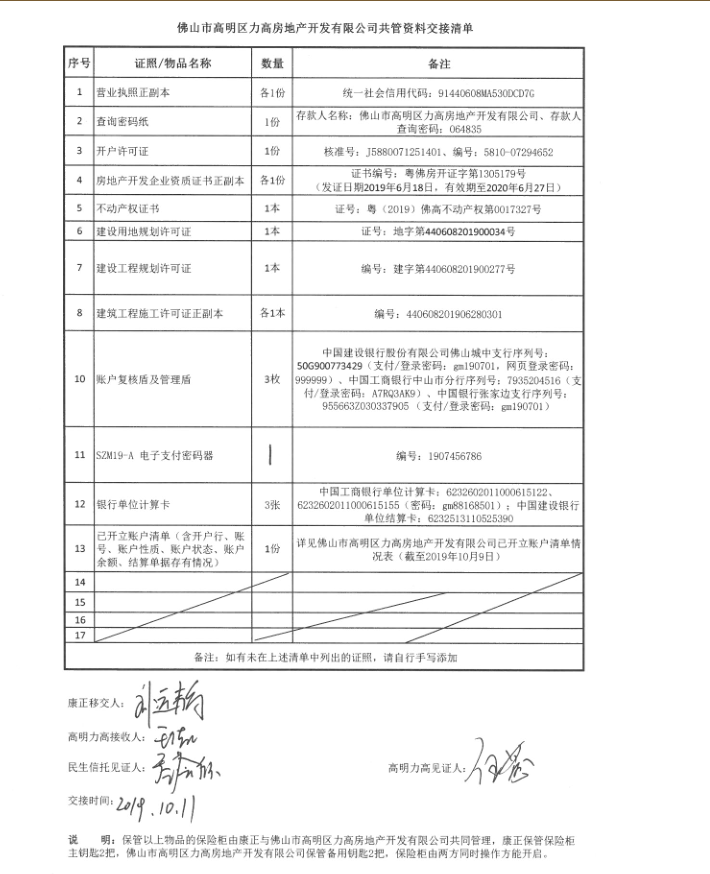 佛山市高明区力高房地产开发有限公司共管资料交接清单
序号 证照/物品名称 数量 备注
1 营业执照正副本 各1份 统一社会信用代码：91440608MA530DCD7G
2 查询密码纸 1份 存款人名称：佛山市高明区力高房地产开发有限公司、存款人
查询密码：064835
3 开户许可证 1份 核准号：J5880071251401、编号：5810-07294652
4 房地产开发企业资质证书正副本 各1份 证书编号：粤佛房开证字第1305179号
（发证日期2019年6月18日，有效期至2020年6月27日）
5 不动产权证书 1本 证号：粤（2019）佛高不动产权第0017327号
6 建设用地规划许可证 1本 证号：地字第440608201900034号
7 建设工程规划许可证 1本 编号：建字第440608201900277号
8 建筑工程施工许可证正副本 各1本 编号：440608201906280301
10 账户复核盾及管理盾 3枚 中国建设银行股份有限公司佛山城中支行序列号：
50G900773429（支付/登录密码：gm190701，网页登录密码：
999999）、中国工商银行中山市分行序列号：7935204516（支
付/登录密码：A7RQ3AK9）、中国银行张家边支行序列号：
955663Z030337905（支付/登录密码：gm190701）
11 SZM19-A 电子支付密码器 1 编号：1907456786
12 银行单位计算卡 3张 中国工商银行单位计算卡：6232602011000615122、
6232602011000615155（密码：gm88168501）；中国建设银行
单位结算卡：6232513110525390
13 已开立账户清单（含开户行、账
号、账户性质、账户状态、账户
余额、结算单据存有情况） 1份 详见佛山市高明区力高房地产开发有限公司已开立账户清单情
况表（截至2019年10月9日）
14
15
16
17
备注：如有未在上述清单中列出的证照，请自行手写添加
康正移交人：
高明力高接收人：
民生信托见证人： 高明力高见证人：
交接时间：2019.10.11
说 明：保管以上物品的保险柜由康正与佛山市高明区力高房地产开发有限公司共同管理，康正保管保险柜
主钥匙2把，佛山市高明区力高房地产开发有限公司保管备用钥匙2把，保险柜由两方同时操作方能开启。